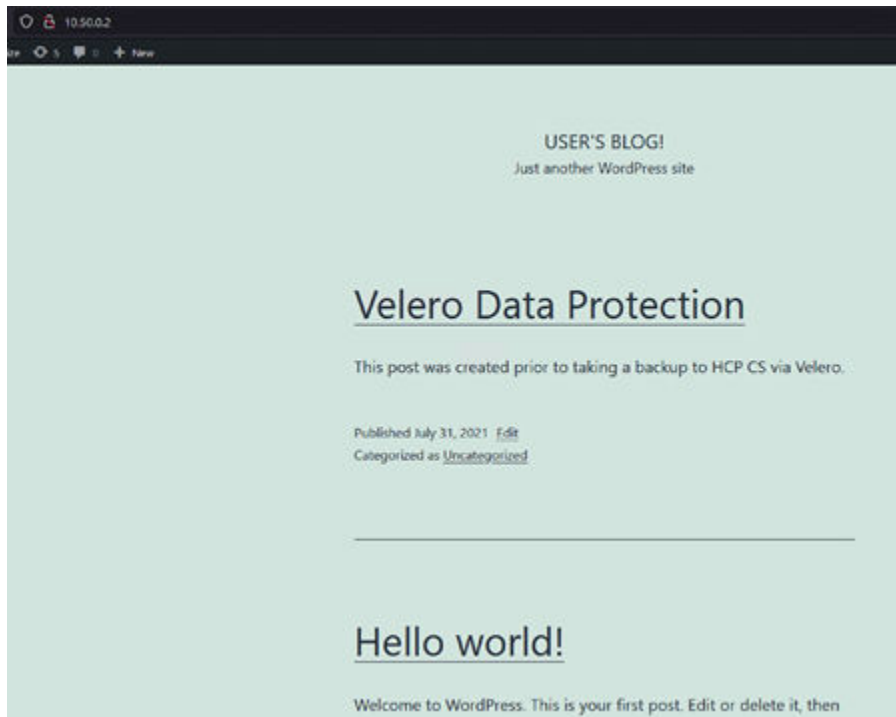 10.50.0.2
5 0 New
USER'S BLOG!
Just another WordPress site
Velero Data Protection
This post was created prior to taking a backup to HCP CS via Velero.
Published July 31, 2021 Edit
Categorized as Uncategorized
Hello world!
Welcome to WordPress. This is your first post. Edit or delete it, then